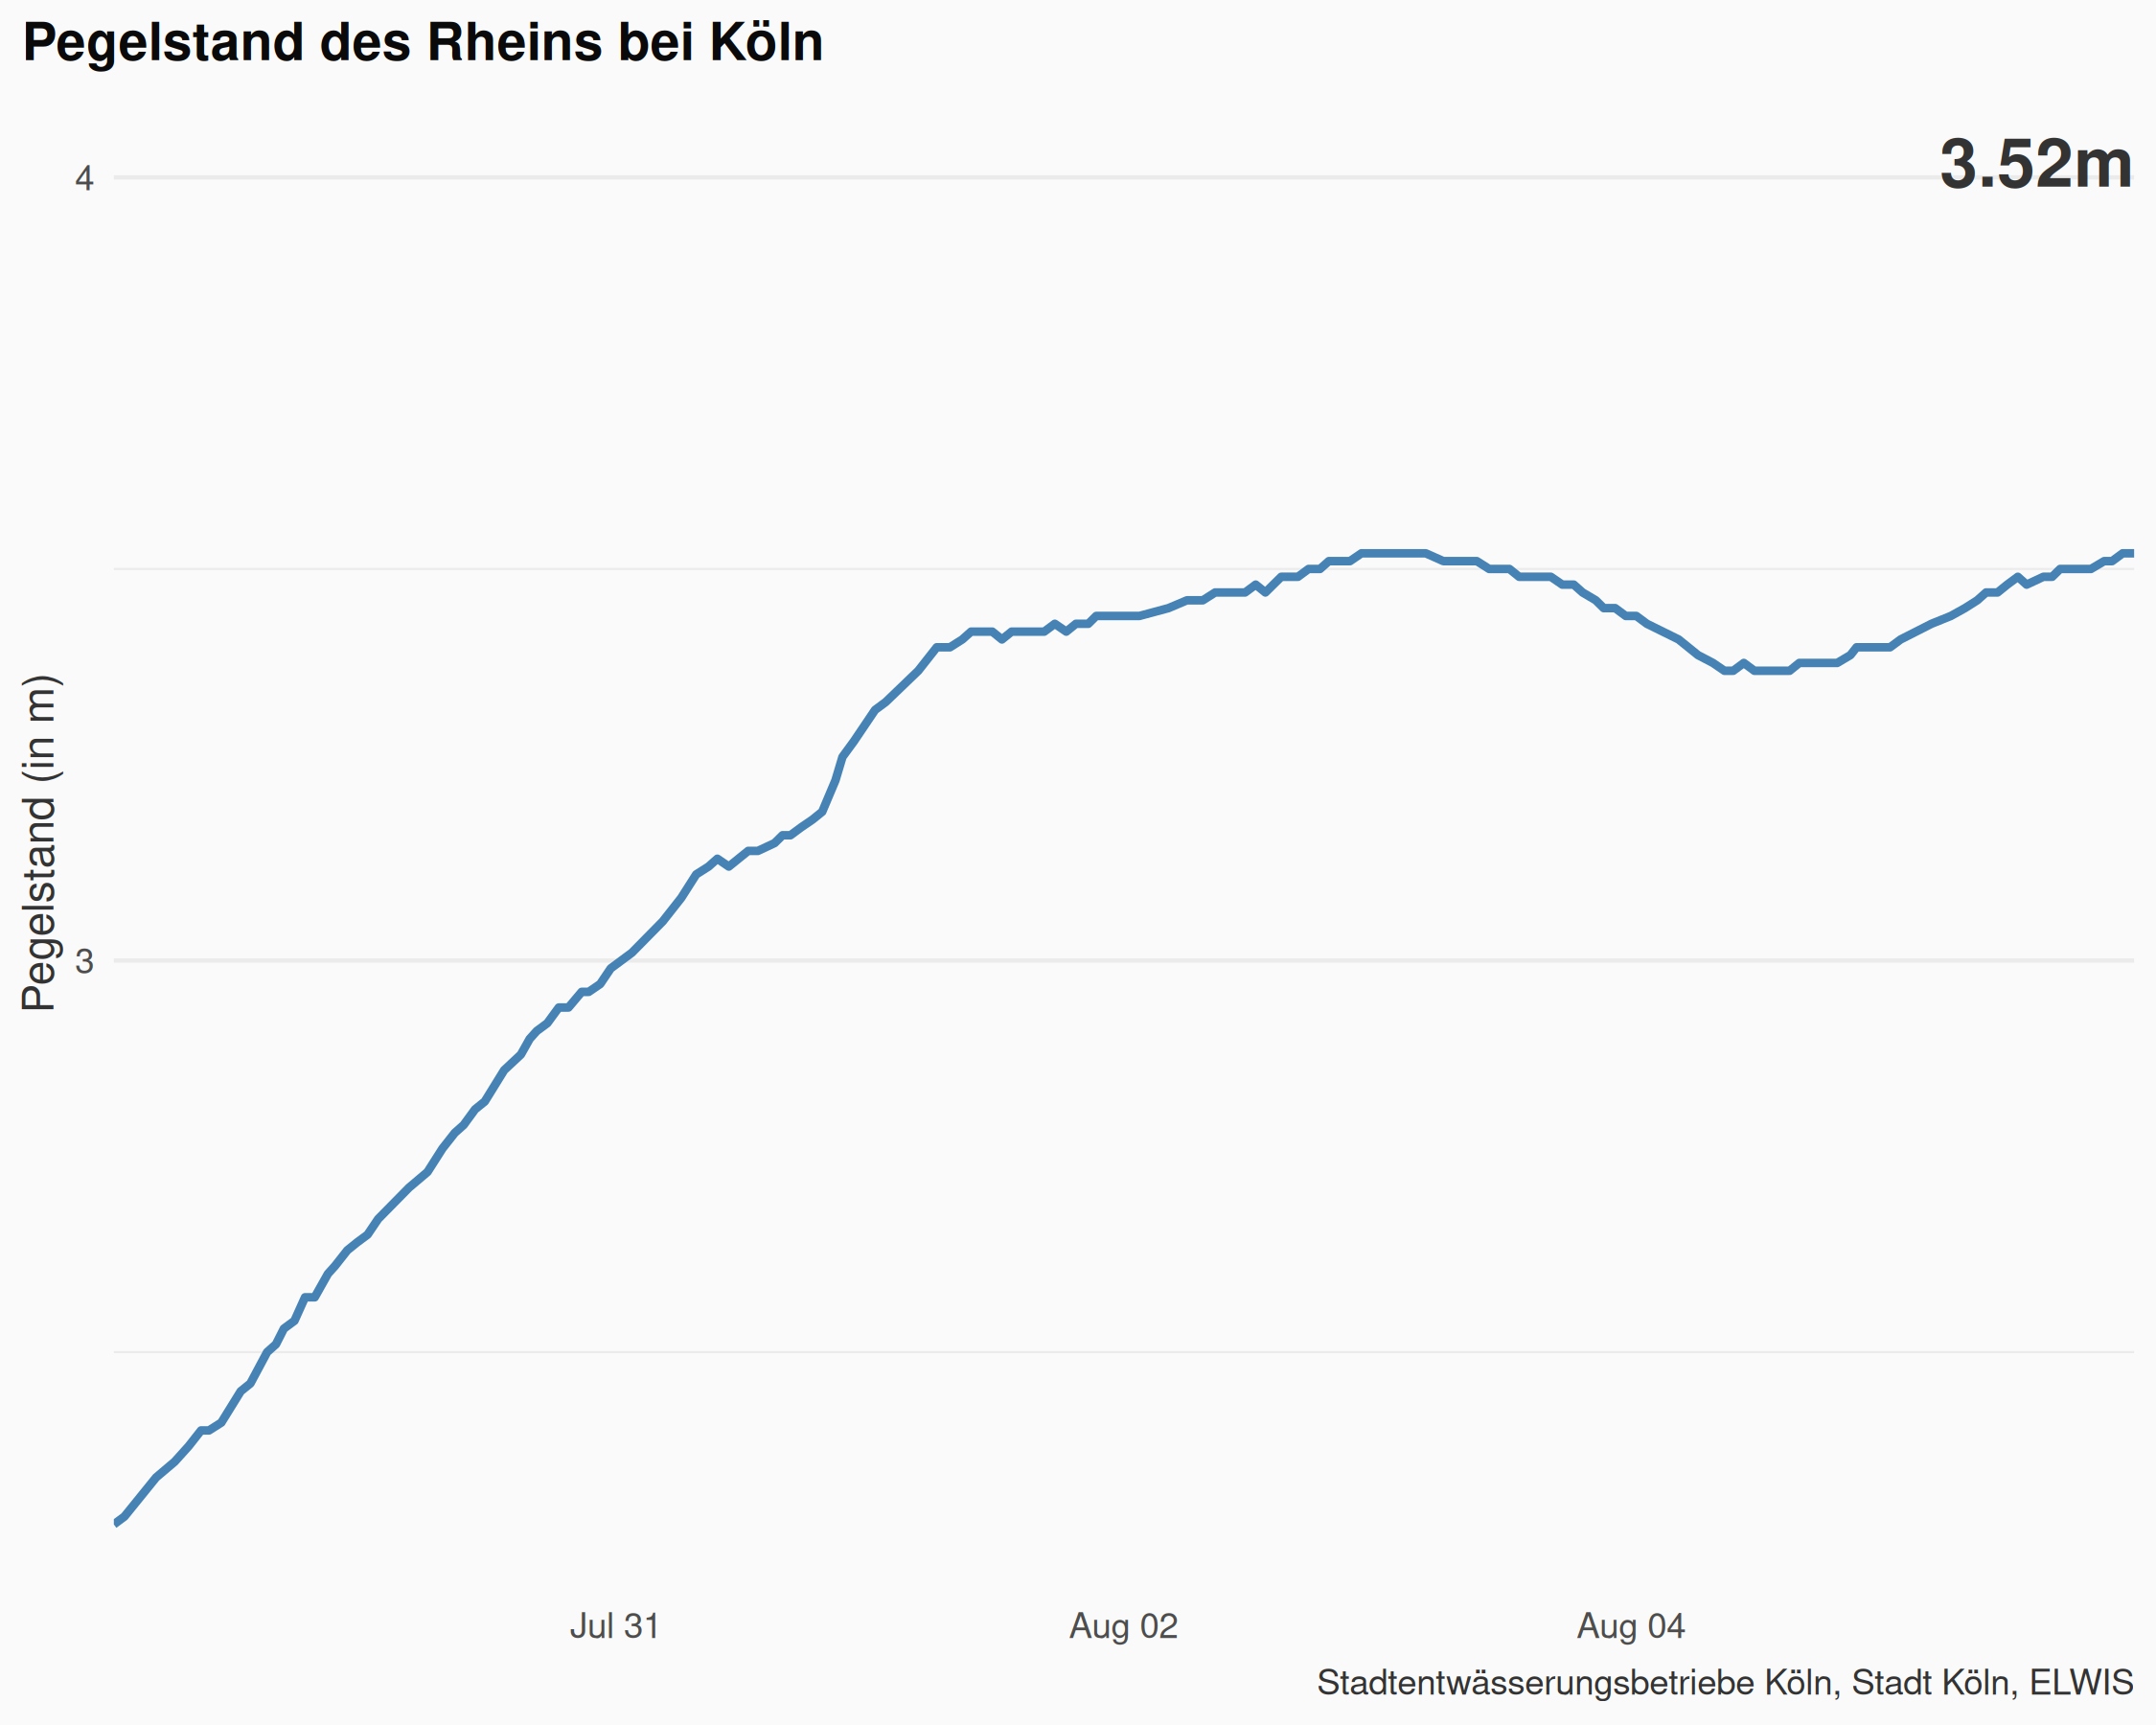 Pegelstand des Rheins bei Köln
3.52m
4
Pegelstand (in m)
3
Jul 31
Aug 02
Aug 04
Stadtentwässerungsbetriebe Köln, Stadt Köln, ELWIS